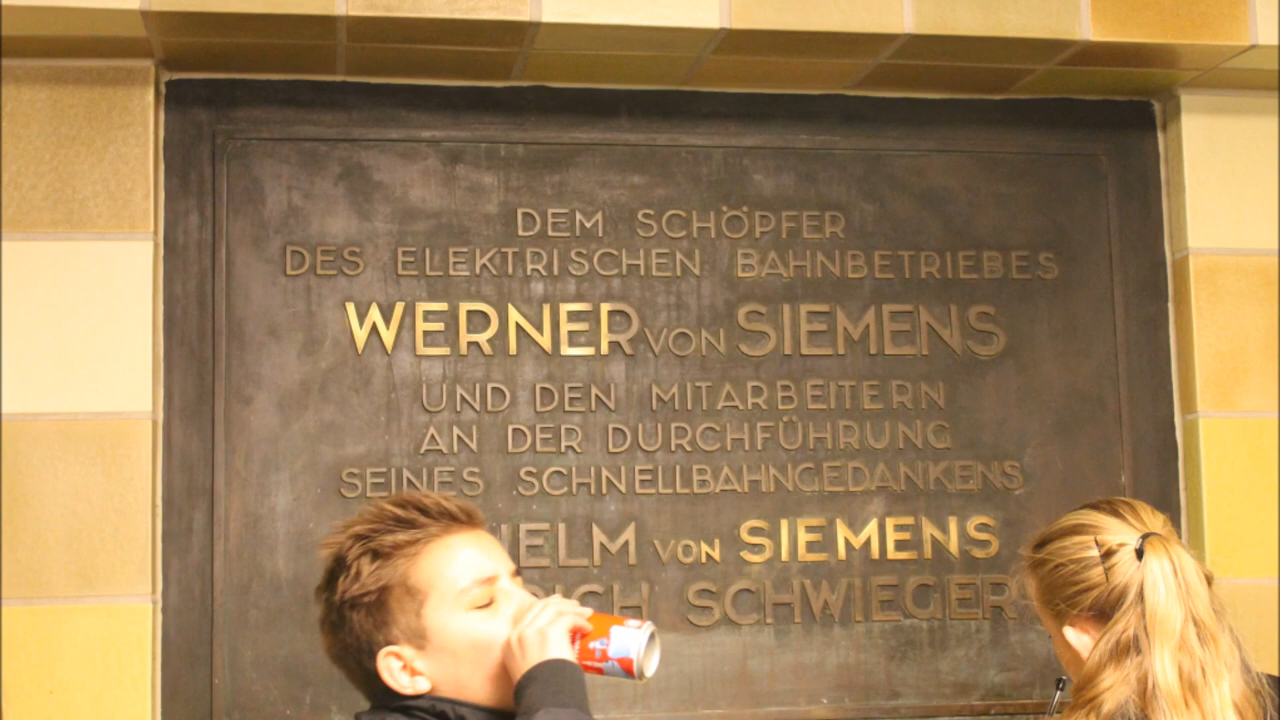 DEM SCHÖPFER
DES ELEKTRISCHEN BAHNBETRIEBES
WERNER VON SIEMENS
UND DEN MITARBEITERN
AN DER DURCHFÜHRUNG
SEINES SCHNELLBAHNGEDANKENS
VON SIEMENS
SCHWIEGER